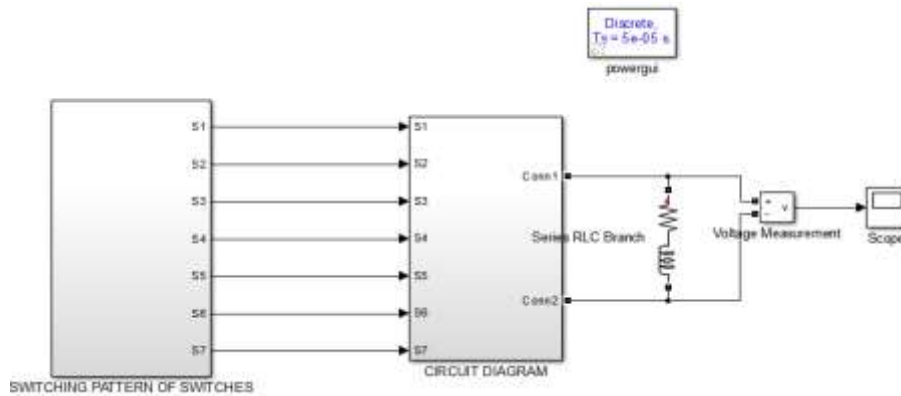 Discrete,
Ts = 5e-05 s.
powergui
S1
S2
S3
S4
S5
S6
S7
SWITCHING PATTERN OF SWITCHES
S1
S2
S3
S4
S5
S6
S7
Conn1
Conn2
CIRCUIT DIAGRAM
Series RLC Branch
+
-
v
Voltage Measurement
Scope